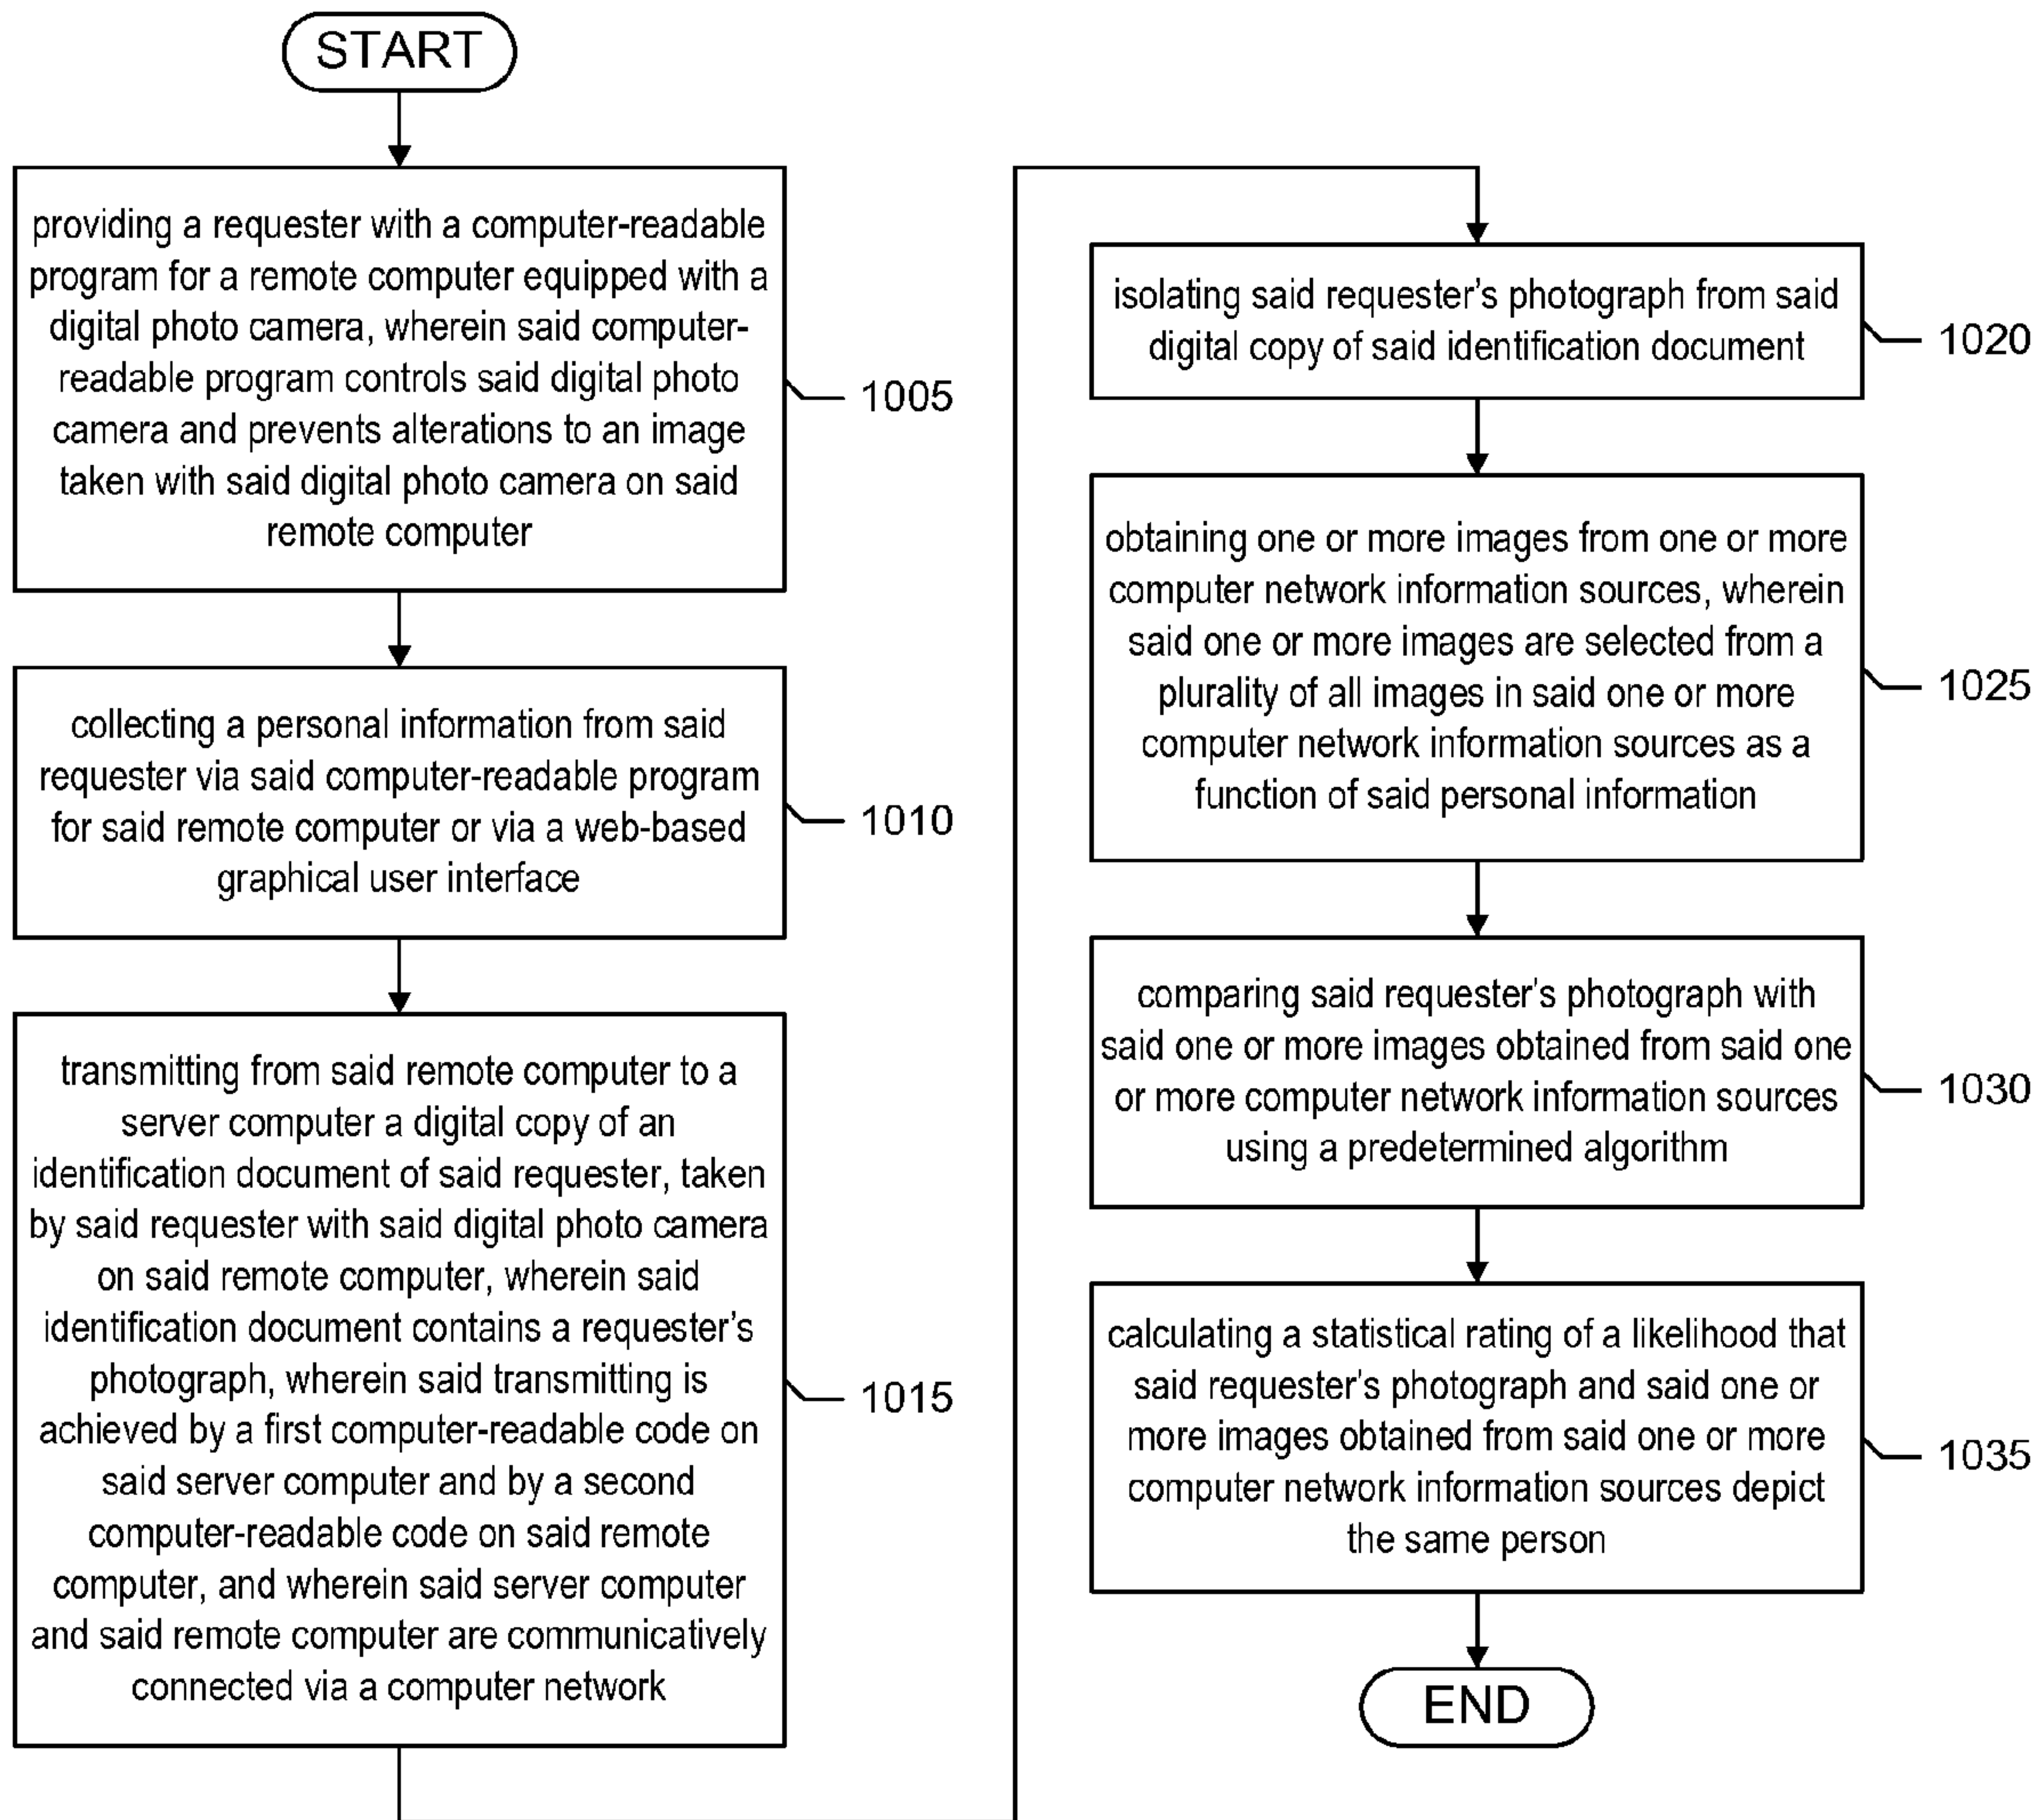 START
providing a requester with a computer-readable
program for a remote computer equipped with a
digital photo camera, wherein said computer-
readable program controls said digital photo
camera and prevents alterations to an image
taken with said digital photo camera on said
remote computer
1005
collecting a personal information from said
requester via said computer-readable program
for said remote computer or via a web-based
graphical user interface
1010
transmitting from said remote computer to a
server computer a digital copy of an
identification document of said requester, taken
by said requester with said digital photo camera
on said remote computer, wherein said
identification document contains a requester's
photograph, wherein said transmitting is
achieved by a first computer-readable code on
said server computer and by a second
computer-readable code on said remote
computer, and wherein said server computer
and said remote computer are communicatively
connected via a computer network
1015
isolating said requester's photograph from said
digital copy of said identification document
1020
obtaining one or more images from one or more
computer network information sources, wherein
said one or more images are selected from a
plurality of all images in said one or more
computer network information sources as a
function of said personal information
1025
comparing said requester's photograph with
said one or more images obtained from said one
or more computer network information sources
using a predetermined algorithm
1030
calculating a statistical rating of a likelihood that
said requester's photograph and said one or
more images obtained from said one or more
computer network information sources depict
the same person
1035
END